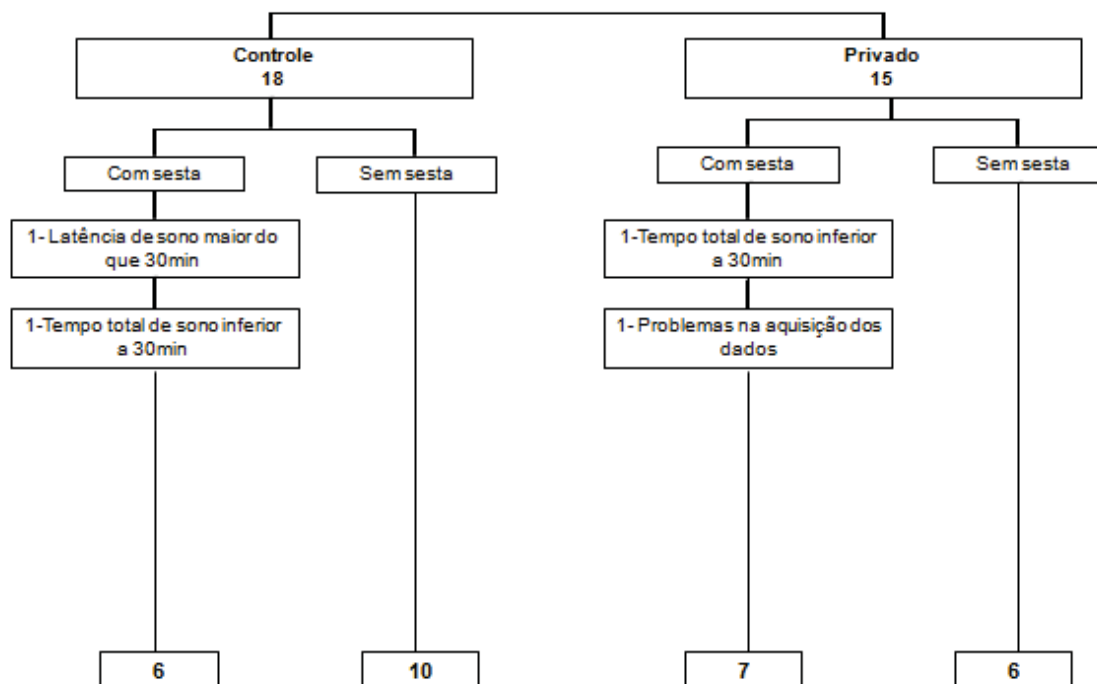 Controle
18
Privado
15
Com sesta
Sem sesta
Com sesta
Sem sesta
1- Latência de sono maior do
que 30min
1-Tempo total de sono inferior
a 30min
1-Tempo total de sono inferior
a 30min
1- Problemas na aquisição dos
dados
6
10
7
6